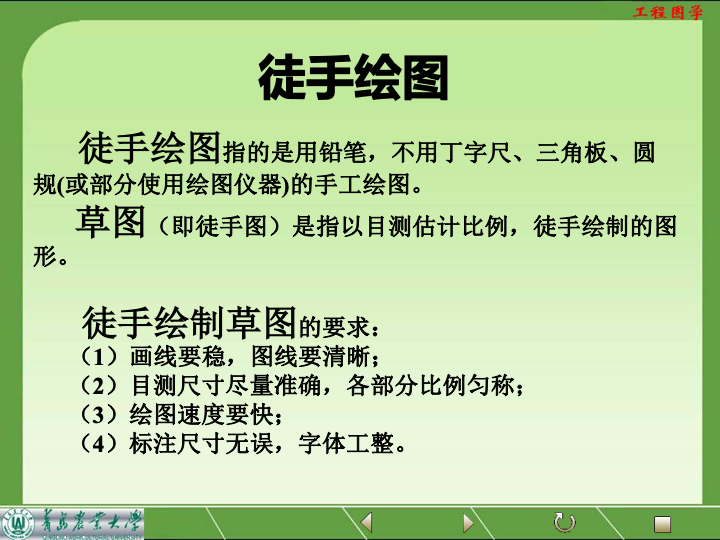 工程图学
徒手绘图
徒手绘图指的是用铅笔，不用丁字尺、三角板、圆
规(或部分使用绘图仪器)的手工绘图。
草图（即徒手图）是指以目测估计比例，徒手绘制的图
形。
徒手绘制草图的要求：
（1）画线要稳，图线要清晰；
（2）目测尺寸尽量准确，各部分比例匀称；
（3）绘图速度要快；
（4）标注尺寸无误，字体工整。
青岛农业大学